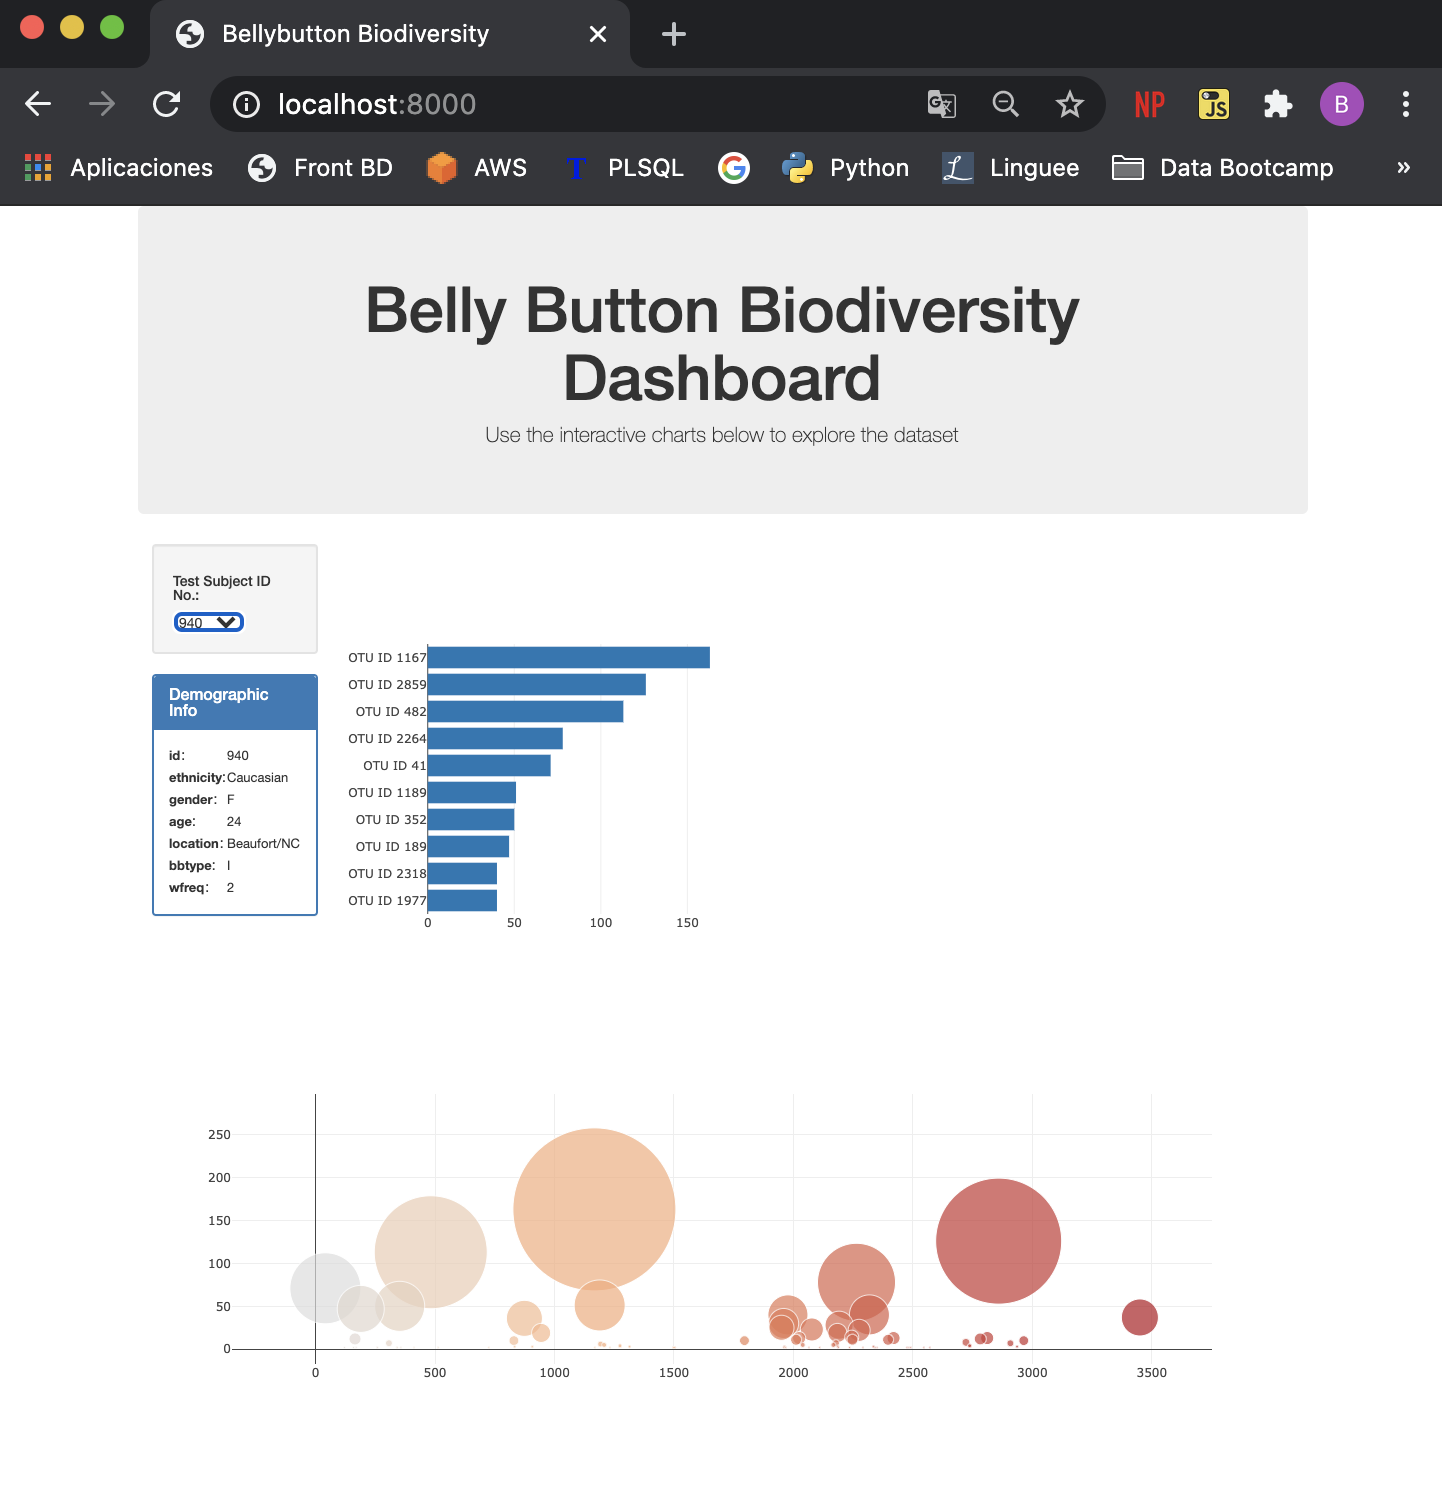 Bellybutton Biodiversity
localhost:8000
NP
JS
B
Aplicaciones
Front BD
AWS
T PLSQL
G
Python
L Linguee
Data Bootcamp
»
Belly Button Biodiversity
Dashboard
Use the interactive charts below to explore the dataset
Test Subject ID
No.:
940
Demographic
Info
id: 940
ethnicity: Caucasian
gender: F
age: 24
location: Beaufort/NC
bbtype: I
wfreq: 2
OTU ID 1167
OTU ID 2859
OTU ID 482
OTU ID 2264
OTU ID 41
OTU ID 1189
OTU ID 352
OTU ID 189
OTU ID 2318
OTU ID 1977
0 50 100 150
250
200
150
100
50
0
0 500 1000 1500 2000 2500 3000 3500